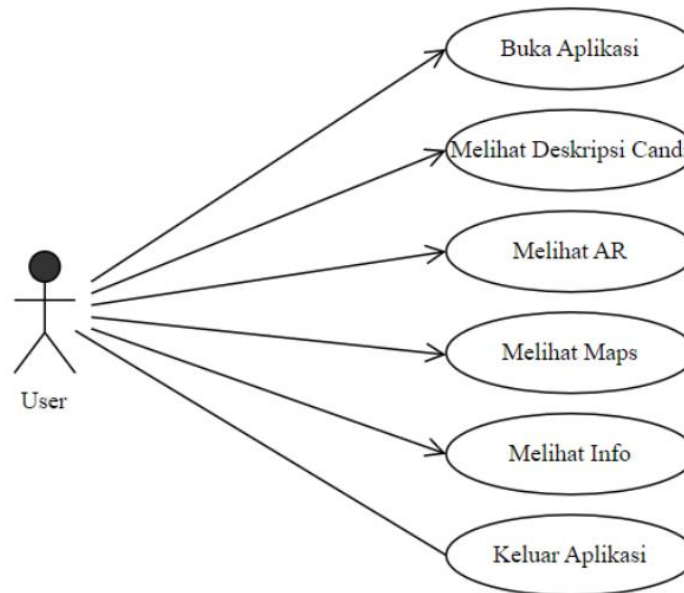 Buka Aplikasi
Melihat Deskripsi Cand
Melihat AR
Melihat Maps
User
Melihat Info
Keluar Aplikasi